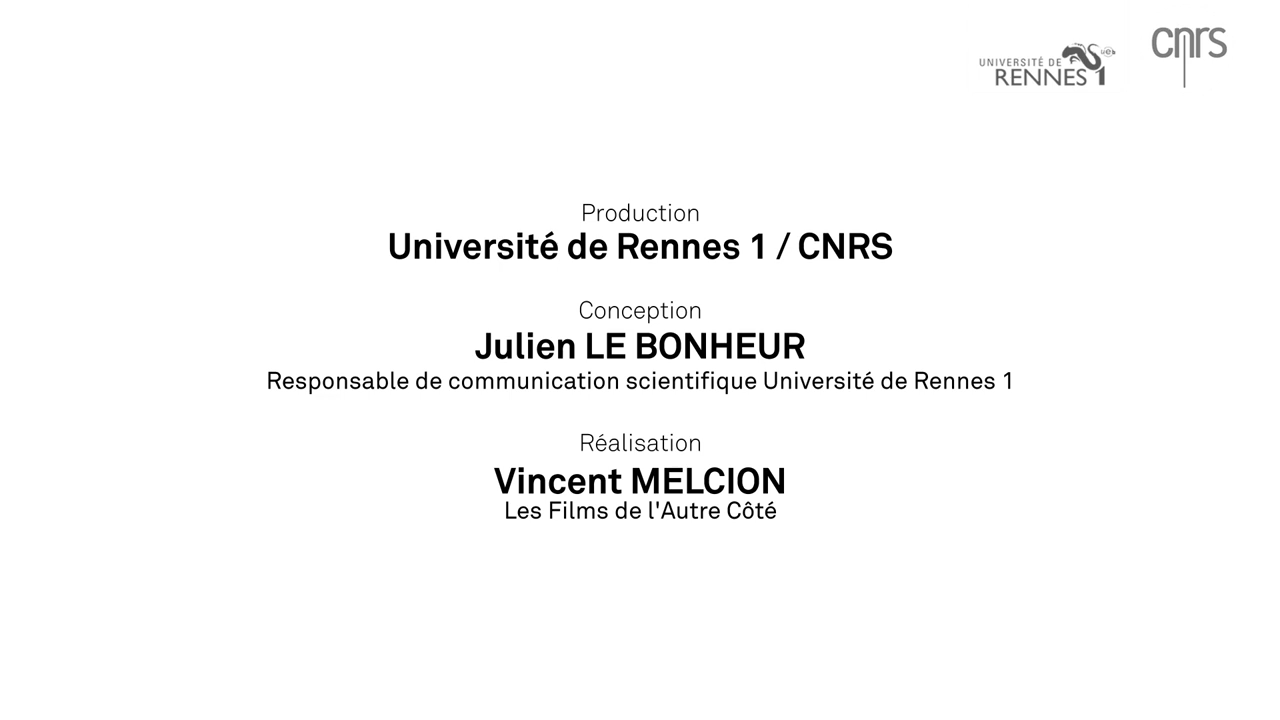 UNIVERSITÉ DE
RENNES 1
ueb
cnrs
Production
Université de Rennes 1 / CNRS
Conception
Julien LE BONHEUR
Responsable de communication scientifique Université de Rennes 1
Réalisation
Vincent MELCION
Les Films de l'Autre Côté